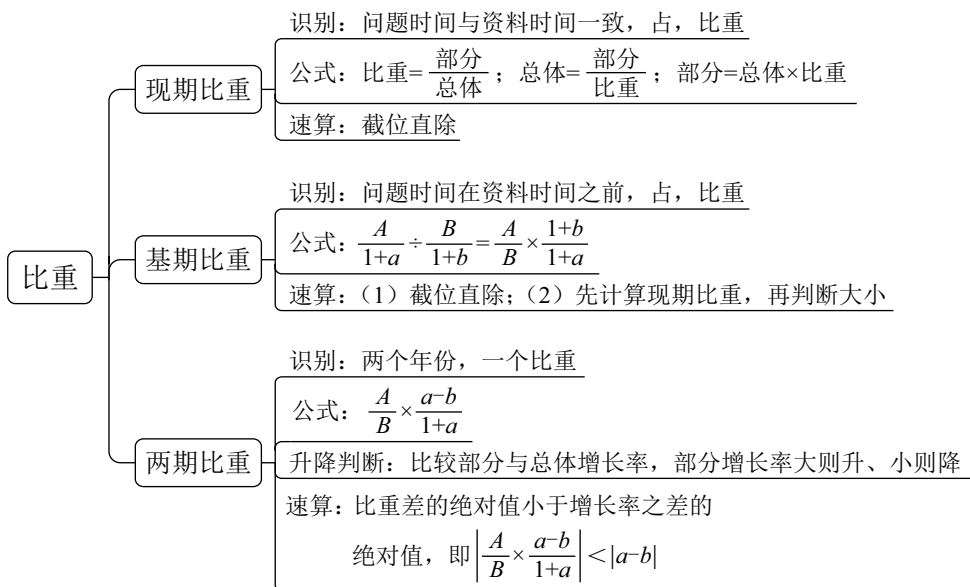 比重
现期比重
识别：问题时间与资料时间一致，占，比重
公式：比重=部分/总体；总体=部分/比重；部分=总体×比重
速算：截位直除
基期比重
识别：问题时间在资料时间之前，占，比重
公式：A/(1+a)÷B/(1+b)=A/B×(1+b)/(1+a)
速算：（1）截位直除；（2）先计算现期比重，再判断大小
两期比重
识别：两个年份，一个比重
公式：A/B×(a-b)/(1+a)
升降判断：比较部分与总体增长率，部分增长率大则升、小则降
速算：比重差的绝对值小于增长率之差的
绝对值，即|A/B×(a-b)/(1+a)|＜|a-b|